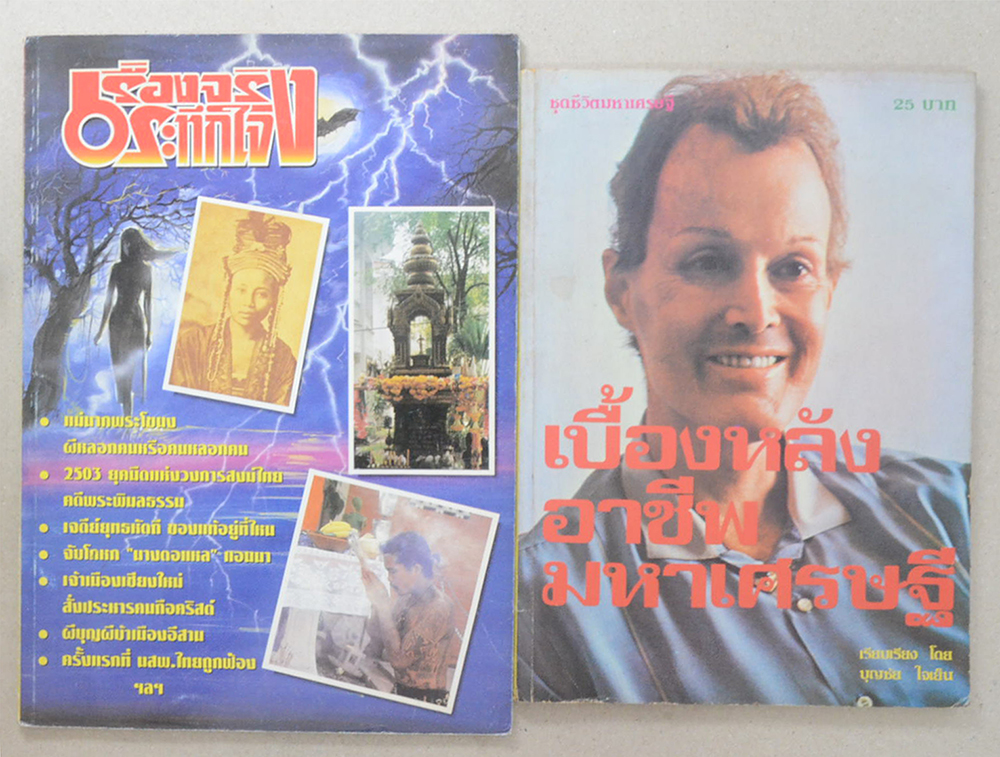 เรื่องจริง
ระทึกใจ
• แม่นากพระโขนง
ผีหลอกคนหรือคนหลอกคน
• 2503 ยุคมืดแห่งวงการสงฆ์ไทย
คดีพระพิมลธรรม
• เจดีย์ยุทธหัตถี ของแท้อยู่ที่ไหน
• จับโกหก "นางดอกแค" คองมา
• เจ้าเมืองเชียงใหม่
สั่งประหารคนถือคริสต์
• ผีบุญผีบ้าเมืองอีสาน
• ครั้งแรกที่ นสพ.ไทยถูกฟ้อง
ฯลฯ
ชุดชีวิตมหาเศรษฐี
25 บาท
เบื้องหลัง
อาชีพ
มหาเศรษฐี
เรียบเรียง โดย
บุญชัย ใจเย็น